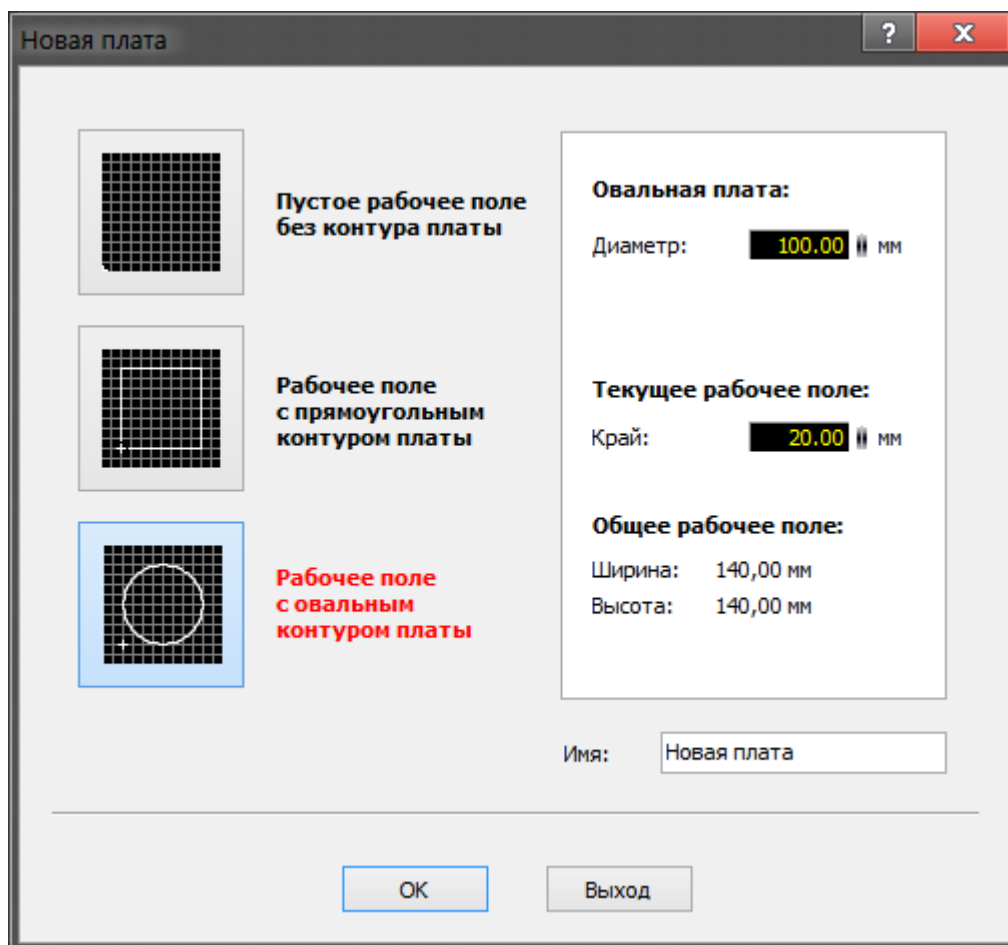 Новая плата
?
x
Пустое рабочее поле
без контура платы
Рабочее поле
с прямоугольным
контуром платы
Рабочее поле
с овальным
контуром платы
Овальная плата:
Диаметр: 100.00 мм
Текущее рабочее поле:
Край: 20.00 мм
Общее рабочее поле:
Ширина: 140,00 мм
Высота: 140,00 мм
Имя: Новая плата
OK Выход